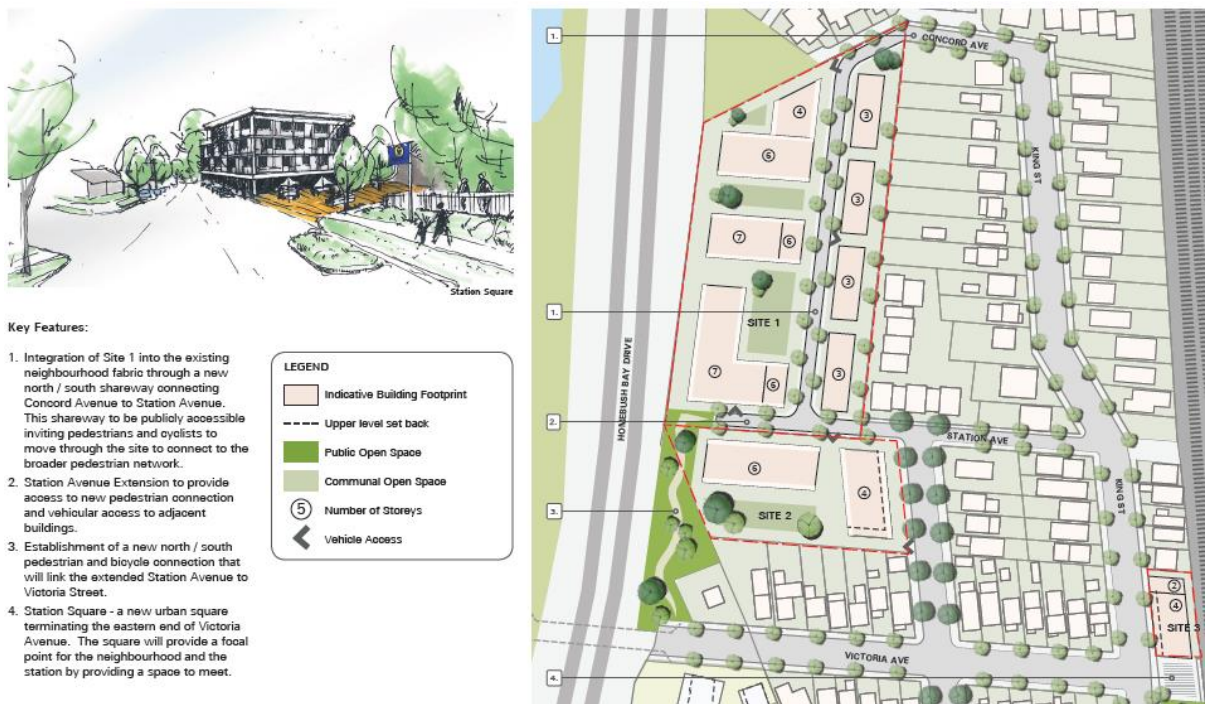 Station Square
Key Features:
1. Integration of Site 1 into the existing
neighbourhood fabric through a new
north / south shareway connecting
Concord Avenue to Station Avenue.
This shareway to be publicly accessible
inviting pedestrians and cyclists to
move through the site to connect to the
broader pedestrian network.
2. Station Avenue Extension to provide
access to new pedestrian connection
and vehicular access to adjacent
buildings.
3. Establishment of a new north / south
pedestrian and bicycle connection that
will link the extended Station Avenue to
Victoria Street.
4. Station Square - a new urban square
terminating the eastern end of Victoria
Avenue. The square will provide a focal
point for the neighbourhood and the
station by providing a space to meet.
LEGEND
Indicative Building Footprint
Upper level set back
Public Open Space
Communal Open Space
5 Number of Storeys
Vehicle Access
1.
CONCORD AVE
4
3
6
3
KING ST
7
6
3
1.
SITE 1
HOMEBUSH BAY DRIVE
7
6
3
2.
STATION AVE
6
4
KING ST
3.
SITE 2
2
4
SITE 3
VICTORIA AVE
4.